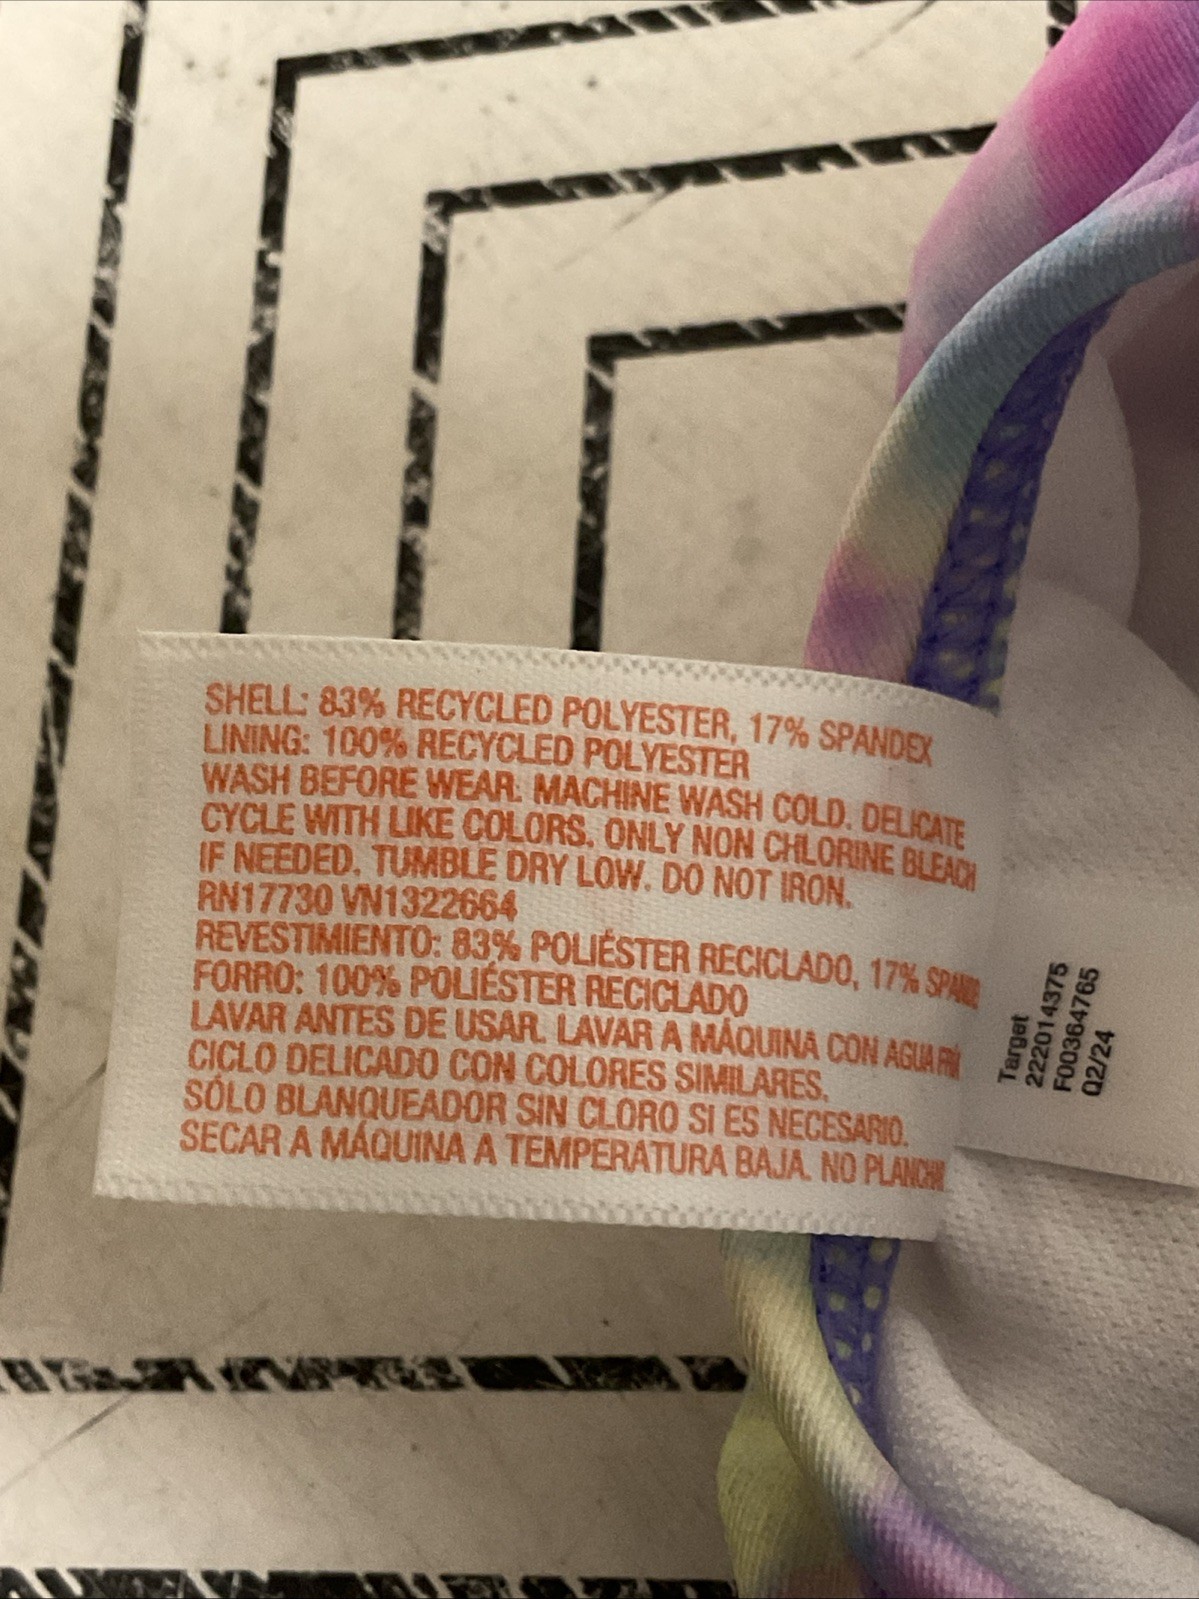 SHELL: 83% RECYCLED POLYESTER, 17% SPANDEX
LINING: 100% RECYCLED POLYESTER
WASH BEFORE WEAR. MACHINE WASH COLD. DELICATE
CYCLE WITH LIKE COLORS. ONLY NON CHLORINE BLEACH
IF NEEDED. TUMBLE DRY LOW. DO NOT IRON.
RN17730 VN1322664
REVESTIMIENTO: 83% POLIÉSTER RECICLADO, 17%
FORRO: 100% POLIÉSTER RECICLADO
LAVAR ANTES DE USAR. LAVAR A MÁQUINA CON AGUA
CICLO DELICADO CON COLORES SIMILARES.
SÓLO BLANQUEADOR SIN CLORO SI ES NECESARIO.
SECAR A MÁQUINA A TEMPERATURA BAJA. NO
Target
222014375
F00364765
Q2/24